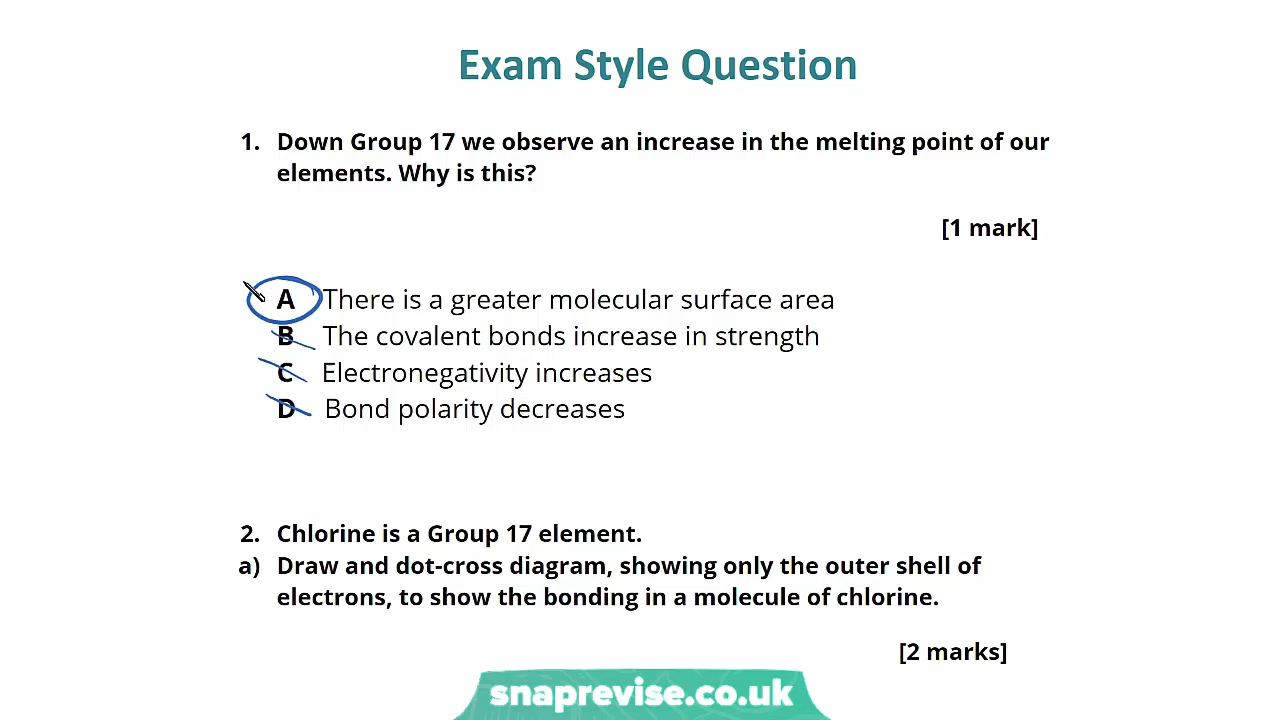 Exam Style Question
1. Down Group 17 we observe an increase in the melting point of our
elements. Why is this?
[1 mark]
A There is a greater molecular surface area
B The covalent bonds increase in strength
C Electronegativity increases
D Bond polarity decreases
2. Chlorine is a Group 17 element.
a) Draw and dot-cross diagram, showing only the outer shell of
electrons, to show the bonding in a molecule of chlorine.
[2 marks]
snaprevise.co.uk